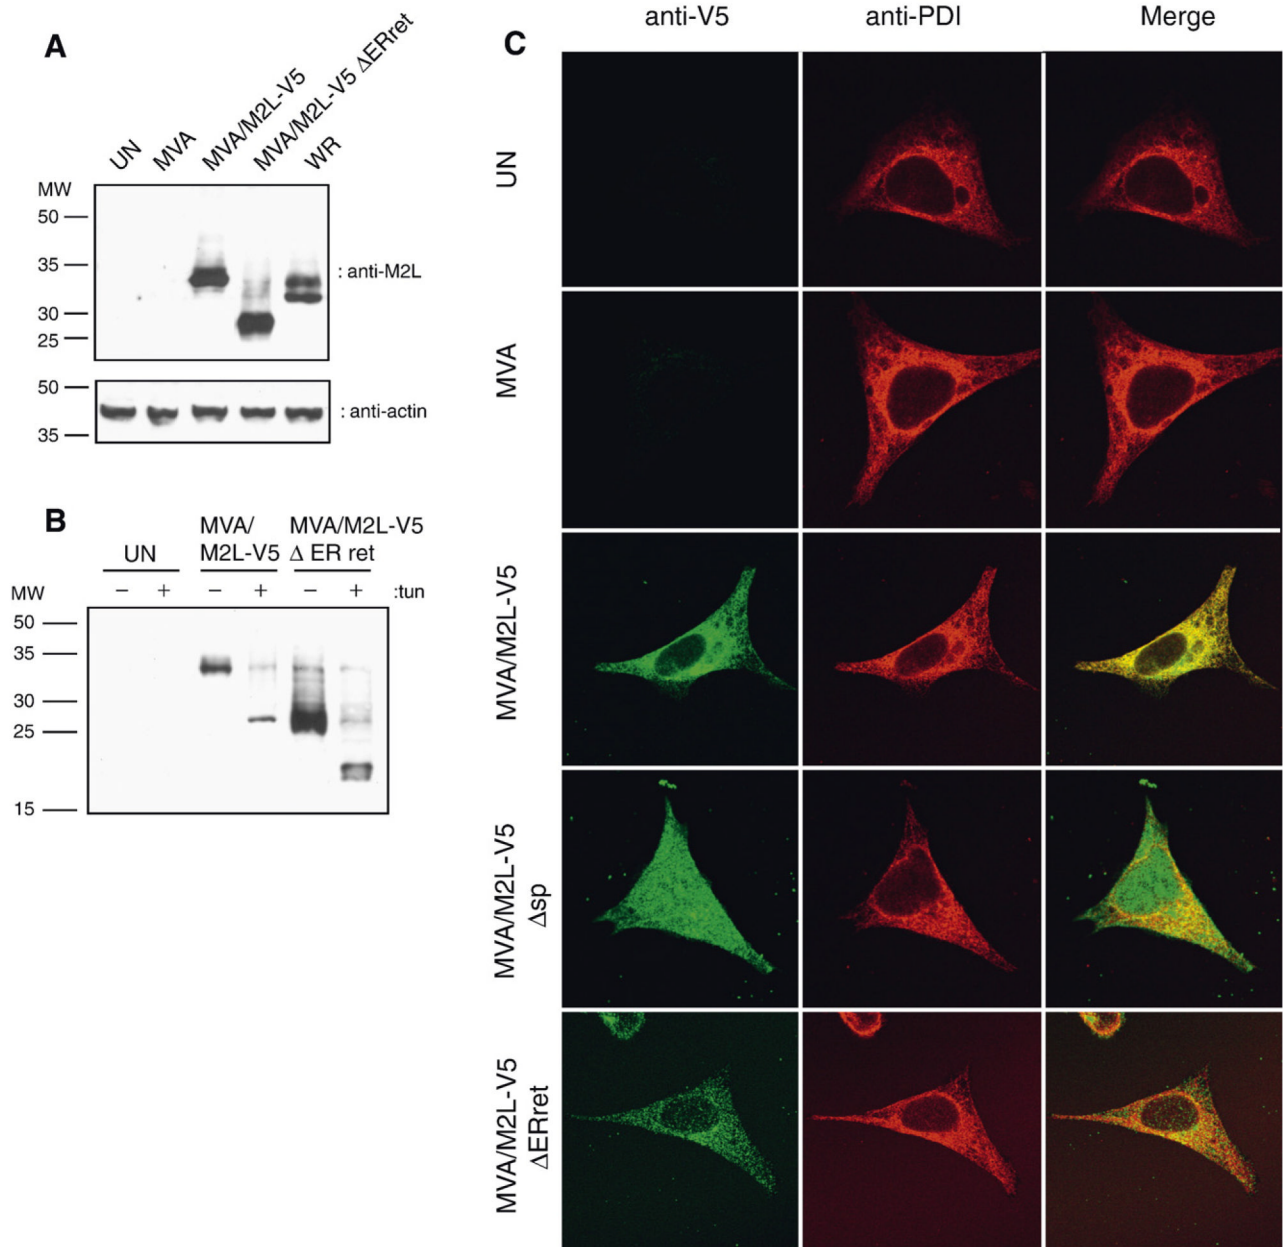 A
UN
MVA
MVA/M2L-V5
MVA/M2L-V5 ΔERret
WR
MW
50
35
30
25
: anti-M2L
50
35
: anti-actin
B
UN
MVA/
M2L-V5
MVA/M2L-V5
Δ ER ret
MW
– + – + – + :tun
50
35
30
25
15
C
anti-V5 anti-PDI Merge
UN
MVA
MVA/M2L-V5
MVA/M2L-V5
Δsp
MVA/M2L-V5
ΔERret